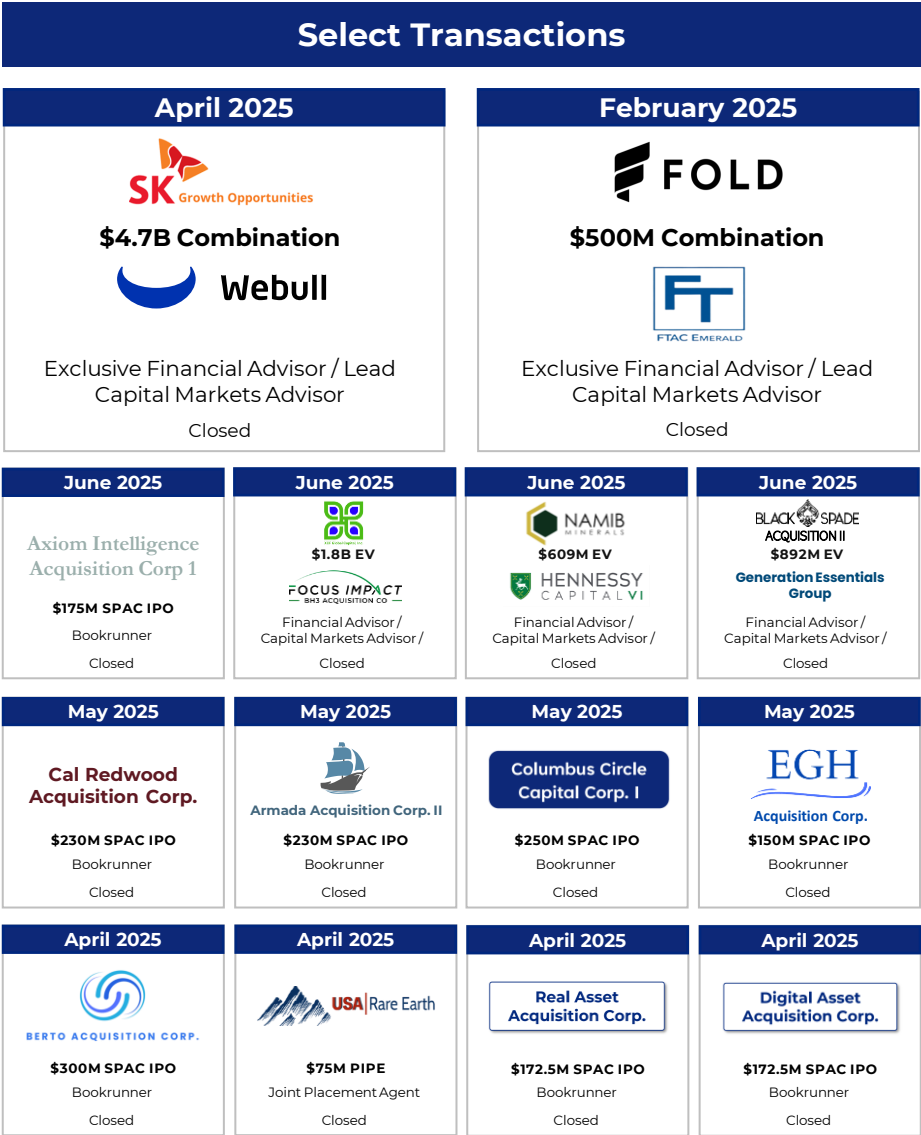 Select Transactions
April 2025
SK Growth Opportunities
$4.7B Combination
Webull
Exclusive Financial Advisor / Lead
Capital Markets Advisor
Closed
February 2025
FOLD
$500M Combination
FT
FTAC EMERALD
Exclusive Financial Advisor / Lead
Capital Markets Advisor
Closed
June 2025
Axiom Intelligence
Acquisition Corp 1
$175M SPAC IPO
Bookrunner
Closed
June 2025
$1.8B EV
FOCUS IMPACT
BH3 ACQUISITION CO
Financial Advisor /
Capital Markets Advisor /
Closed
June 2025
NAMIB
MINERALS
$609M EV
HENNESSY
CAPITAL VI
Financial Advisor /
Capital Markets Advisor /
Closed
June 2025
BLACK SPADE
ACQUISITION II
$892M EV
Generation Essentials
Group
Financial Advisor /
Capital Markets Advisor /
Closed
May 2025
Cal Redwood
Acquisition Corp.
$230M SPAC IPO
Bookrunner
Closed
May 2025
Armada Acquisition Corp. II
$230M SPAC IPO
Bookrunner
Closed
May 2025
Columbus Circle
Capital Corp. I
$250M SPAC IPO
Bookrunner
Closed
May 2025
EGH
Acquisition Corp.
$150M SPAC IPO
Bookrunner
Closed
April 2025
BERTO ACQUISITION CORP.
$300M SPAC IPO
Bookrunner
Closed
April 2025
USA Rare Earth
$75M PIPE
Joint Placement Agent
Closed
April 2025
Real Asset
Acquisition Corp.
$172.5M SPAC IPO
Bookrunner
Closed
April 2025
Digital Asset
Acquisition Corp.
$172.5M SPAC IPO
Bookrunner
Closed